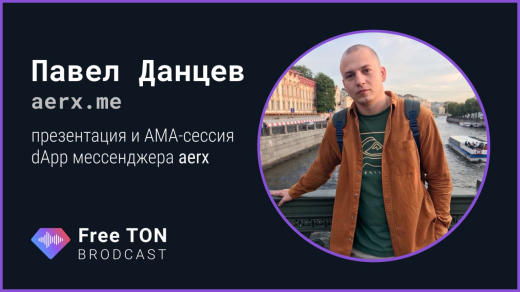 Павел Данцев
aerx.me
презентация и АМА-сессия
dApp мессенджера aerx
Free TON
BRODCAST